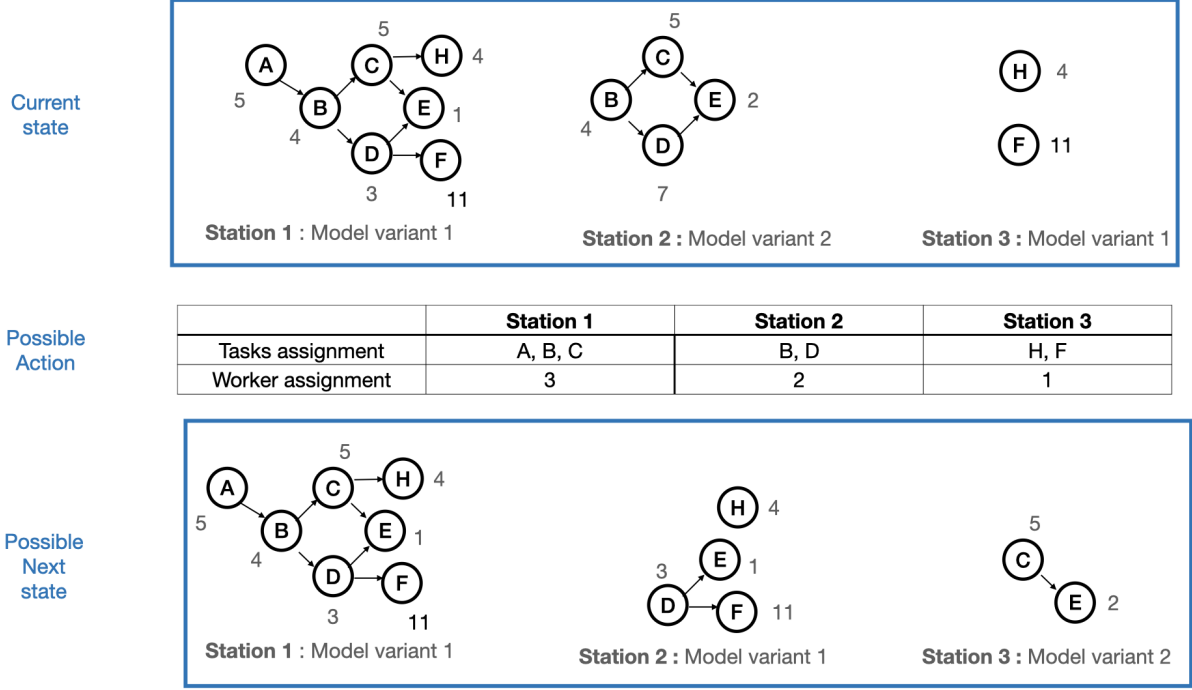 Current
state
A
5
B
4
C
5
H
4
E
1
D
3
F
11
Station 1 : Model variant 1
B
4
C
5
E
2
D
7
Station 2 : Model variant 2
H
4
F
11
Station 3 : Model variant 1
Possible
Action
Station 1 Station 2 Station 3
Tasks assignment A, B, C B, D H, F
Worker assignment 3 2 1
Possible
Next
state
A
5
B
4
C
5
H
4
E
1
D
3
F
11
Station 1 : Model variant 1
H
4
E
1
3
D
F
11
Station 2 : Model variant 1
5
C
E
2
Station 3 : Model variant 2